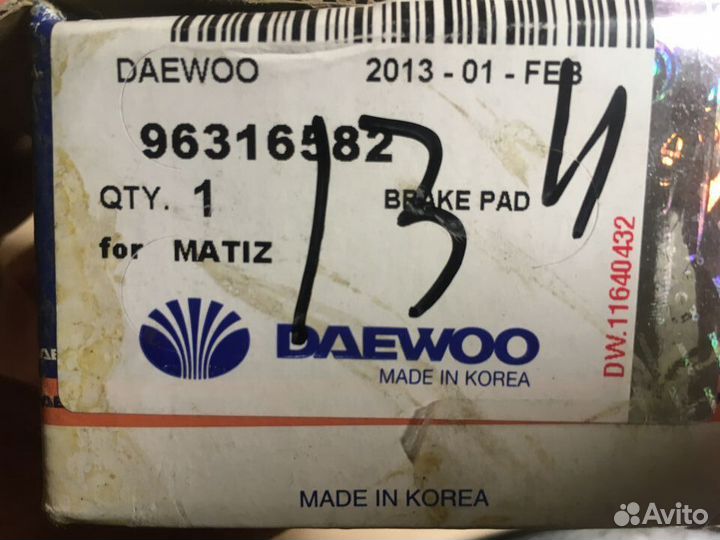 DAEWOO 2013 - 01 - FEB
96316582
QTY. 1 BRAKE PAD
for MATIZ
13 И
DAEWOO
MADE IN KOREA
DW.11640432
MADE IN KOREA
Avito